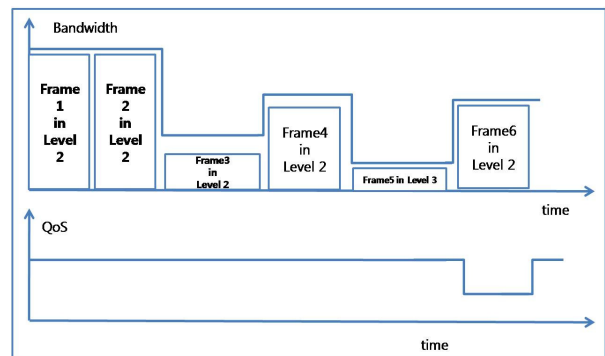 Bandwidth
Frame
1
in
Level
2
Frame
2
in
Level
2
Frame3
in
Level 2
Frame4
in
Level 2
Frame5 in Level 3
Frame6
in
Level 2
time
QoS
time